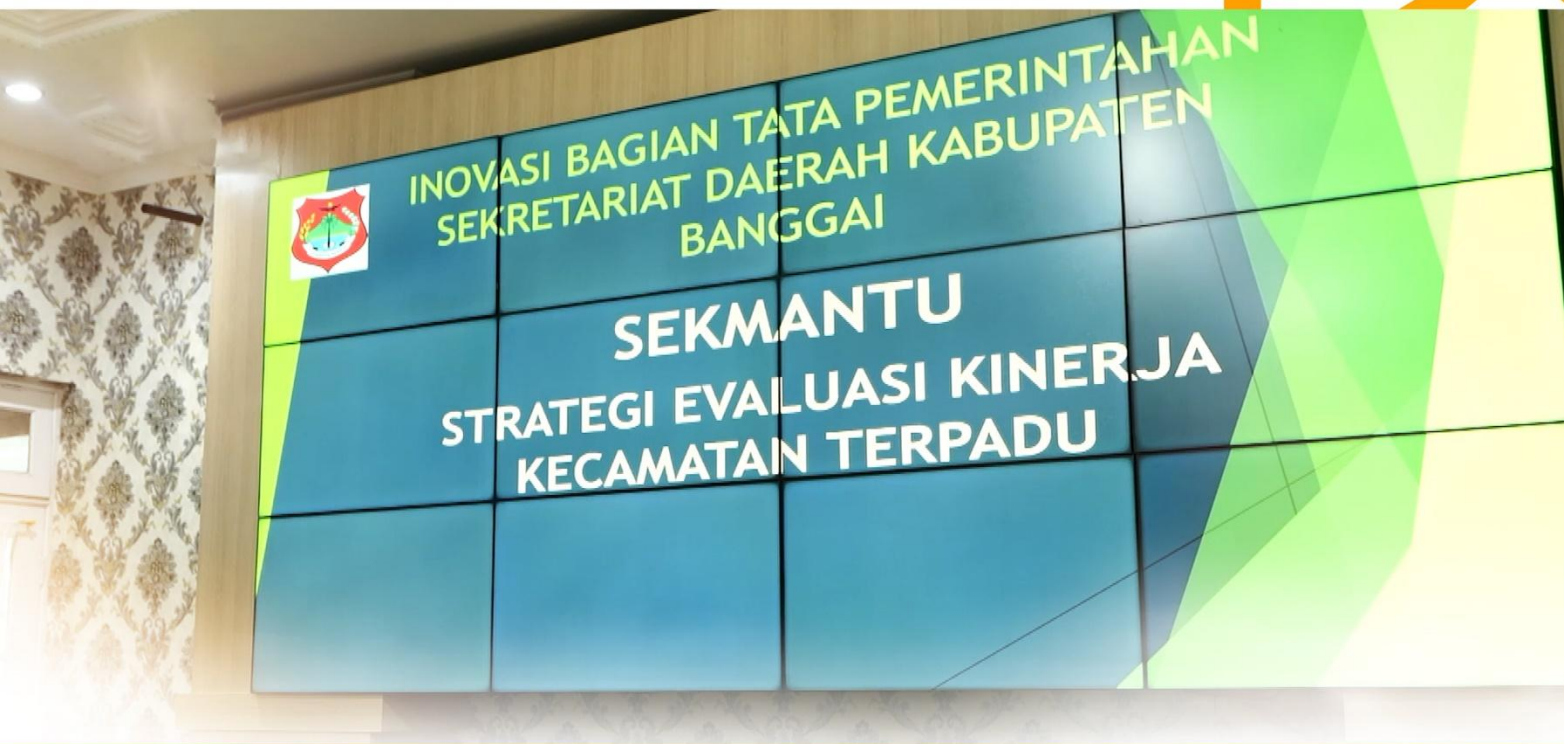 INOVASI BAGIAN TATA PEMERINTAHAN
SEKRETARIAT DAERAH KABUPATEN
BANGGAI
SEKMANTU
STRATEGI EVALUASI KINERJA
KECAMATAN TERPADU